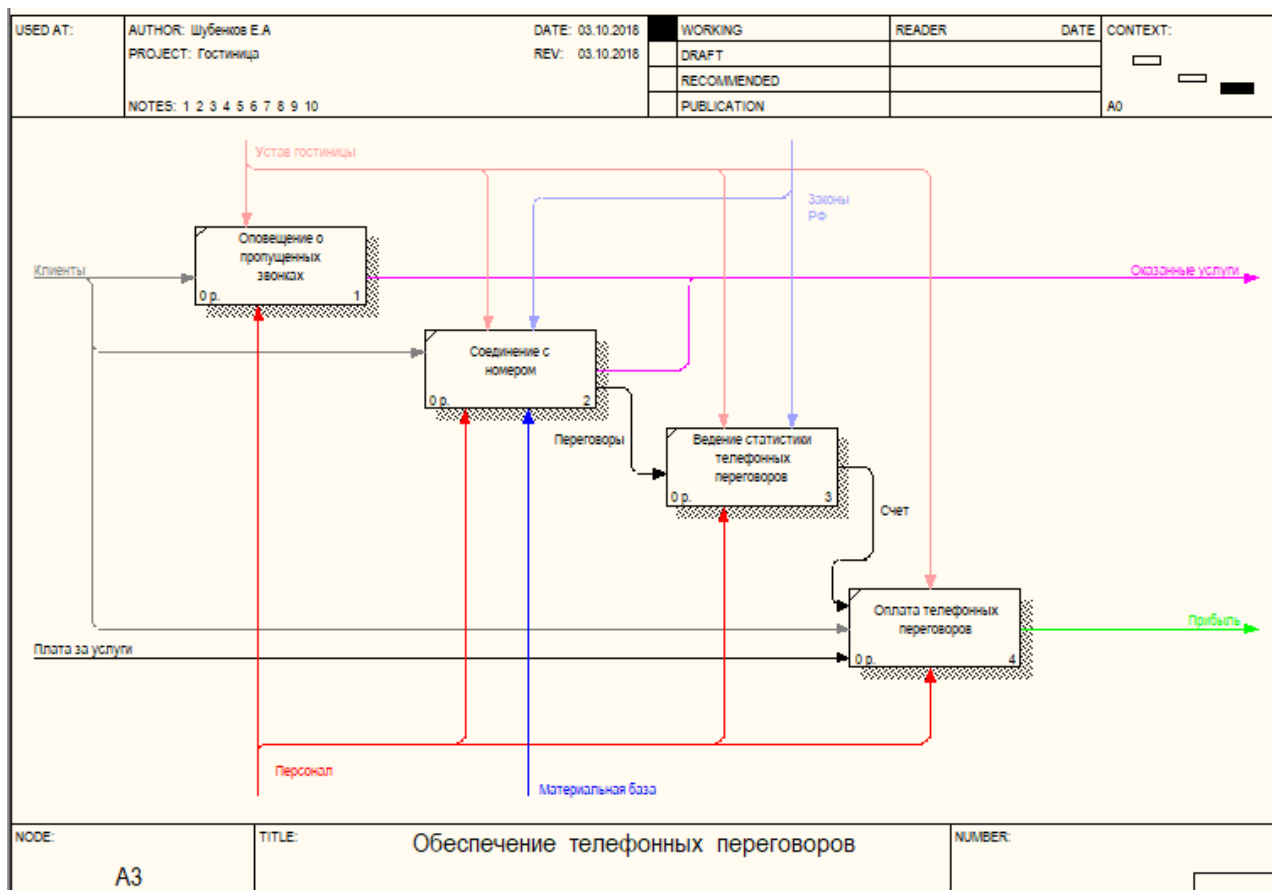 USED AT:
AUTHOR: Шубенков Е.А
DATE: 03.10.2018
WORKING
READER
DATE
CONTEXT:
PROJECT: Гостиница
REV: 03.10.2018
DRAFT
RECOMMENDED
NOTES: 1 2 3 4 5 6 7 8 9 10
PUBLICATION
A0
Устав гостиницы
Законы
РФ
Оповещение о
пропущенных
звонках
0 р.
1
Клиенты
Оказанные услуги
Соединение с
номером
0 р.
2
Переговоры
Ведение статистики
телефонных
переговоров
0 р.
3
Счет
Оплата телефонных
переговоров
0 р.
4
Прибыль
Плата за услуги
Персонал
Материальная база
NODE:
TITLE:
Обеспечение телефонных переговоров
NUMBER:
A3